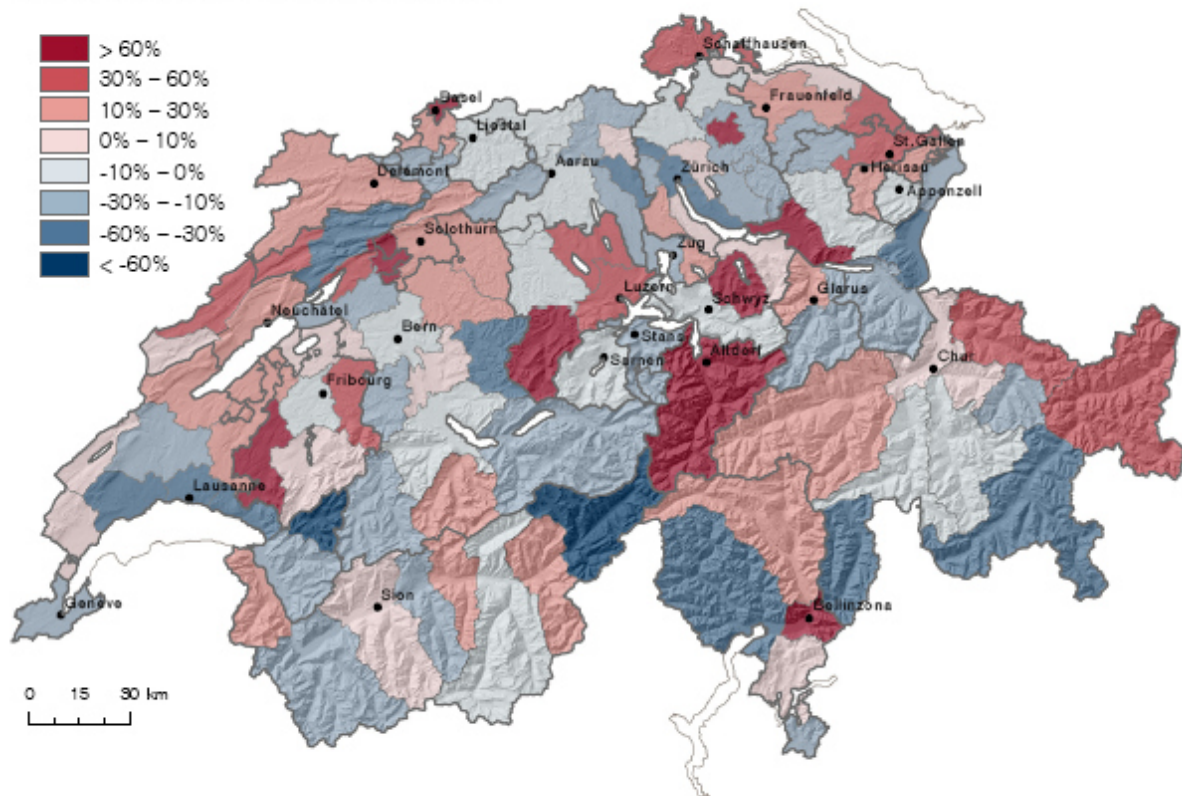 > 60%
30% – 60%
10% – 30%
0% – 10%
-10% – 0%
-30% – -10%
-60% – -30%
< -60%
Schaffhausen
Basel
Liestal
Frauenfeld
Delémont
Aarau
Zürich
St.Gallen
Herisau
Appenzell
Solothurn
Zug
Luzern
Schwyz
Glarus
Neuchâtel
Bern
Stans
Sarnen
Altdorf
Chur
Fribourg
Lausanne
Sion
Genève
Bellinzona
0 15 30 km